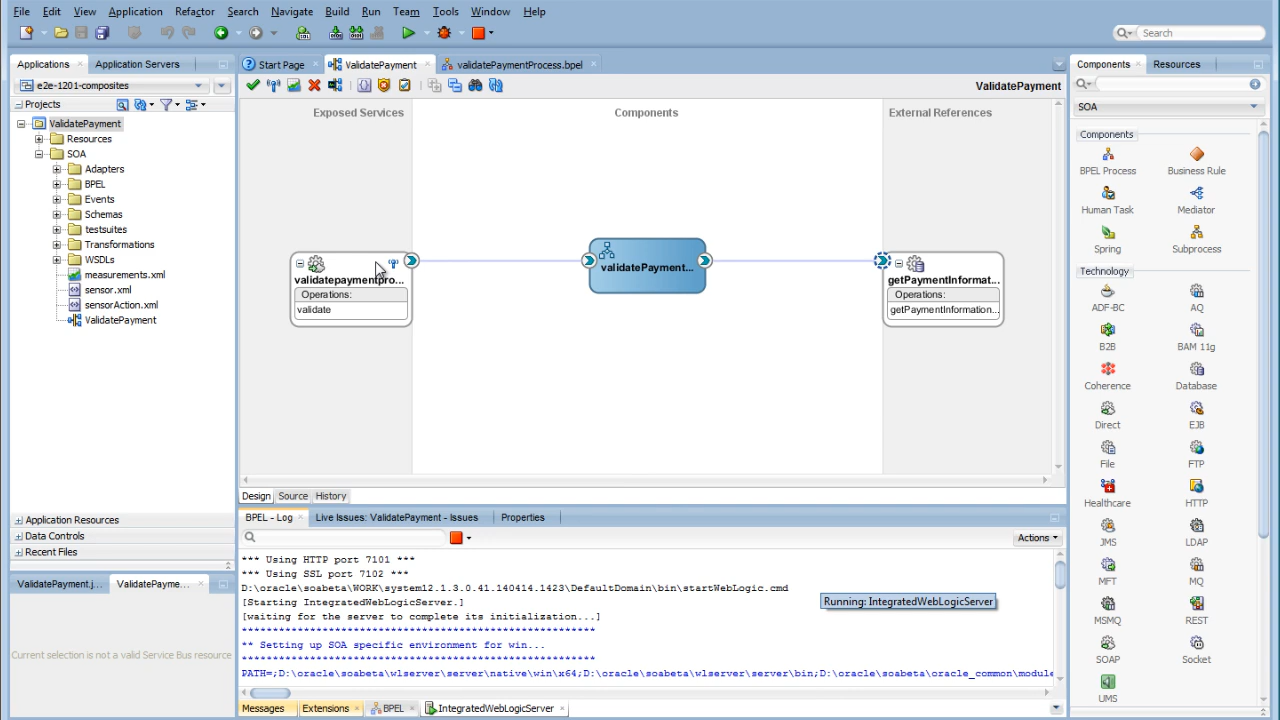 File Edit View Application Refactor Search Navigate Build Run Team Tools Window Help
Search
Applications
Application Servers
e2e-1201-composites
Projects
ValidatePayment
Resources
SOA
Adapters
BPEL
Events
Schemas
testsuites
Transformations
WSDLs
measurements.xml
sensor.xml
sensorAction.xml
ValidatePayment
Application Resources
Data Controls
Recent Files
ValidatePayment.j...
ValidatePayme...
Current selection is not a valid Service Bus resource
Start Page
ValidatePayment
validatePaymentProcess.bpel
ValidatePayment
Exposed Services
Components
External References
validatepaymentpro...
Operations:
validate
validatePayment...
getPaymentInformat...
Operations:
getPaymentInformation...
Design Source History
BPEL - Log
Live Issues: ValidatePayment - Issues
Properties
Actions
*** Using HTTP port 7101 ***
*** Using SSL port 7102 ***
D:\oracle\soabeta\WORK\system12.1.3.0.41.140414.1423\DefaultDomain\bin\startWebLogic.cmd
[Starting IntegratedWebLogicServer.]
[waiting for the server to complete its initialization...]
Running: IntegratedWebLogicServer
** Setting up SOA specific environment for win...
PATH=;D:\oracle\soabeta\wlserver\server\native\win\x64;D:\oracle\soabeta\wlserver\server\bin;D:\oracle\soabeta\oracle_common\module
Messages
Extensions
BPEL
IntegratedWebLogicServer
Components
Resources
SOA
Components
BPEL Process
Business Rule
Human Task
Mediator
Spring
Subprocess
Technology
ADF-BC
AQ
B2B
BAM 11g
Coherence
Database
Direct
EJB
File
FTP
Healthcare
HTTP
JMS
LDAP
MFT
MQ
MSMQ
REST
SOAP
Socket
UMS